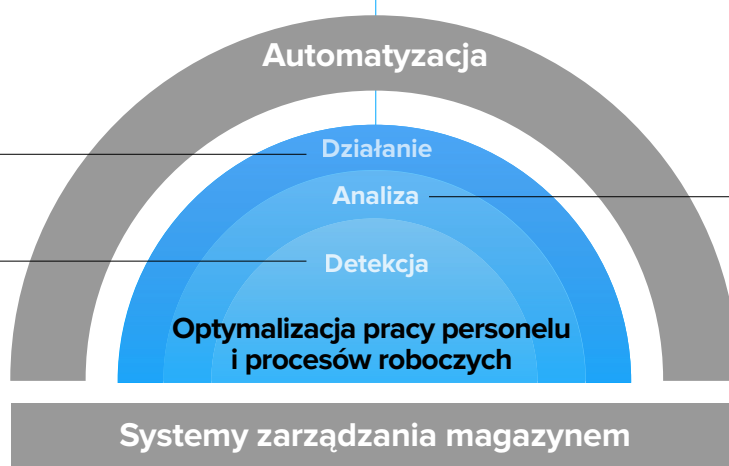 Automatyzacja
Działanie
Analiza
Detekcja
Optymalizacja pracy personelu
i procesów roboczych
Systemy zarządzania magazynem